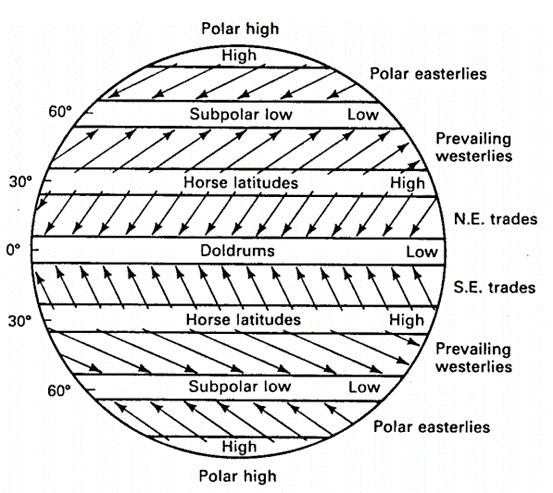 Polar high
High
Polar easterlies
60°
Subpolar low Low
Prevailing
westerlies
30°
Horse latitudes High
N.E. trades
0°
Doldrums Low
S.E. trades
30°
Horse latitudes High
Prevailing
westerlies
60°
Subpolar low Low
Polar easterlies
High
Polar high